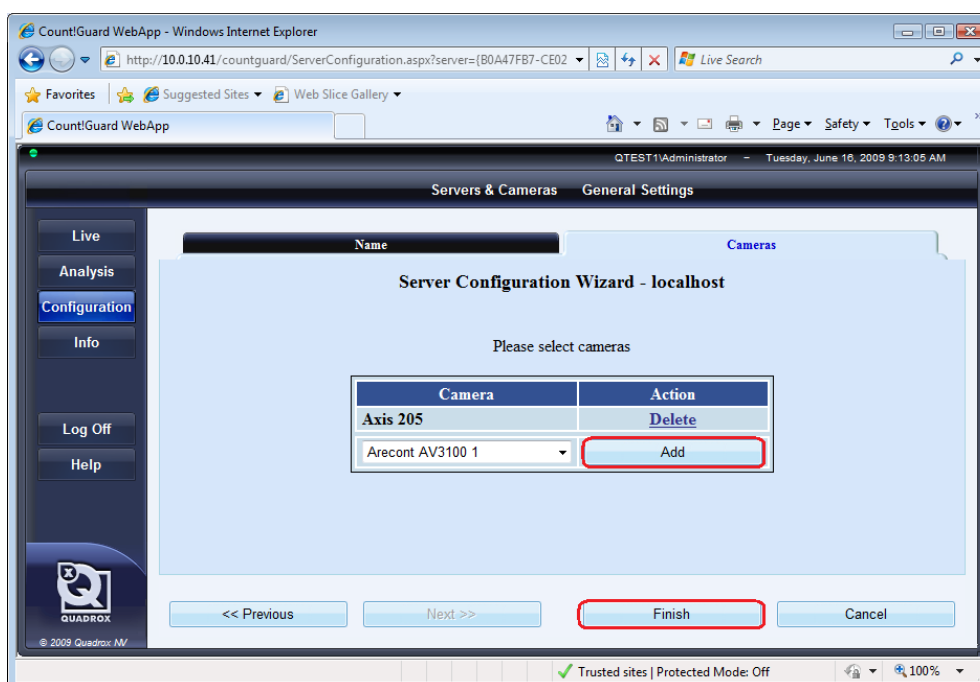 Count!Guard WebApp - Windows Internet Explorer
http://10.0.10.41/countguard/ServerConfiguration.aspx?server={B0A47FB7-CE02
Live Search
Favorites Suggested Sites Web Slice Gallery
Count!Guard WebApp Page Safety Tools
QTEST1\Administrator – Tuesday, June 16, 2009 9:13:05 AM
Servers & Cameras General Settings
Live
Analysis
Configuration
Info
Log Off
Help
Name Cameras
Server Configuration Wizard - localhost
Please select cameras
Camera Action
Axis 205 Delete
Arecont AV3100 1 Add
<< Previous Next >> Finish Cancel
QUADROX
© 2009 Quadrox NV
Trusted sites | Protected Mode: Off 100%